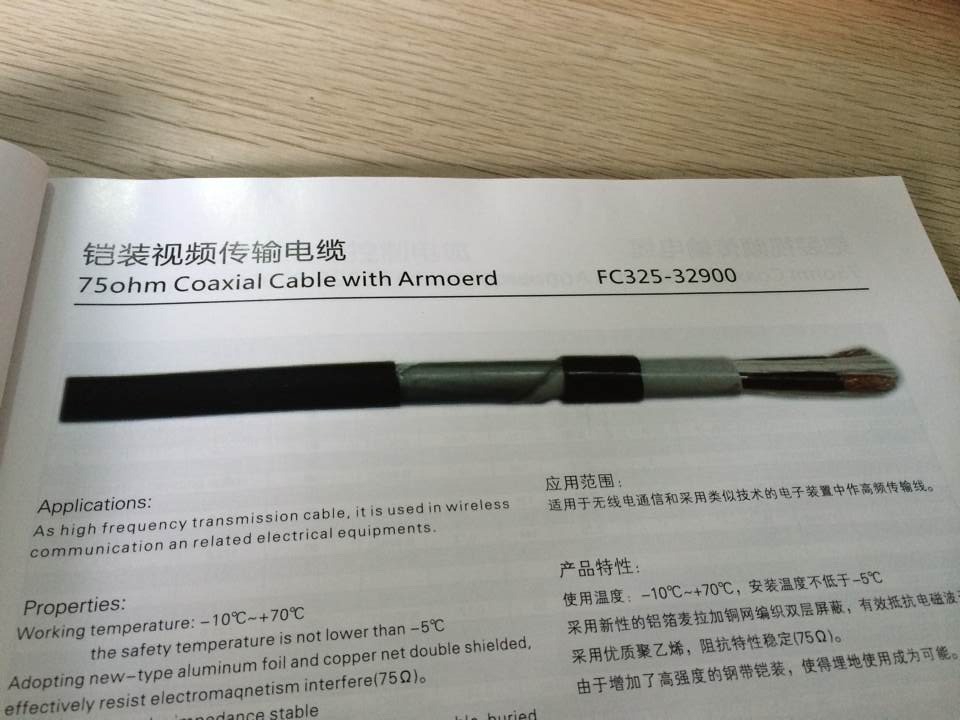 铠装视频传输电缆
75ohm Coaxial Cable with Armoerd FC325-32900
Applications:
As high frequency transmission cable, it is used in wireless
communication an related electrical equipments.
Properties:
Working temperature: -10℃~+70℃
the safety temperature is not lower than -5℃
Adopting new-type aluminum foil and copper net double shielded,
effectively resist electromaqnetism interfere(75Ω)。
impedance stable
buried
应用范围:
适用于无线电通信和采用类似技术的电子装置中作高频传输线。
产品特性:
使用温度: -10℃~+70℃, 安装温度不低于-5℃
采用新性的铝箔麦拉加铜网编织双层屏蔽, 有效抵抗电磁波
采用优质聚乙烯, 阻抗特性稳定(75Ω)。
由于增加了高强度的钢带铠装, 使得埋地使用成为可能。